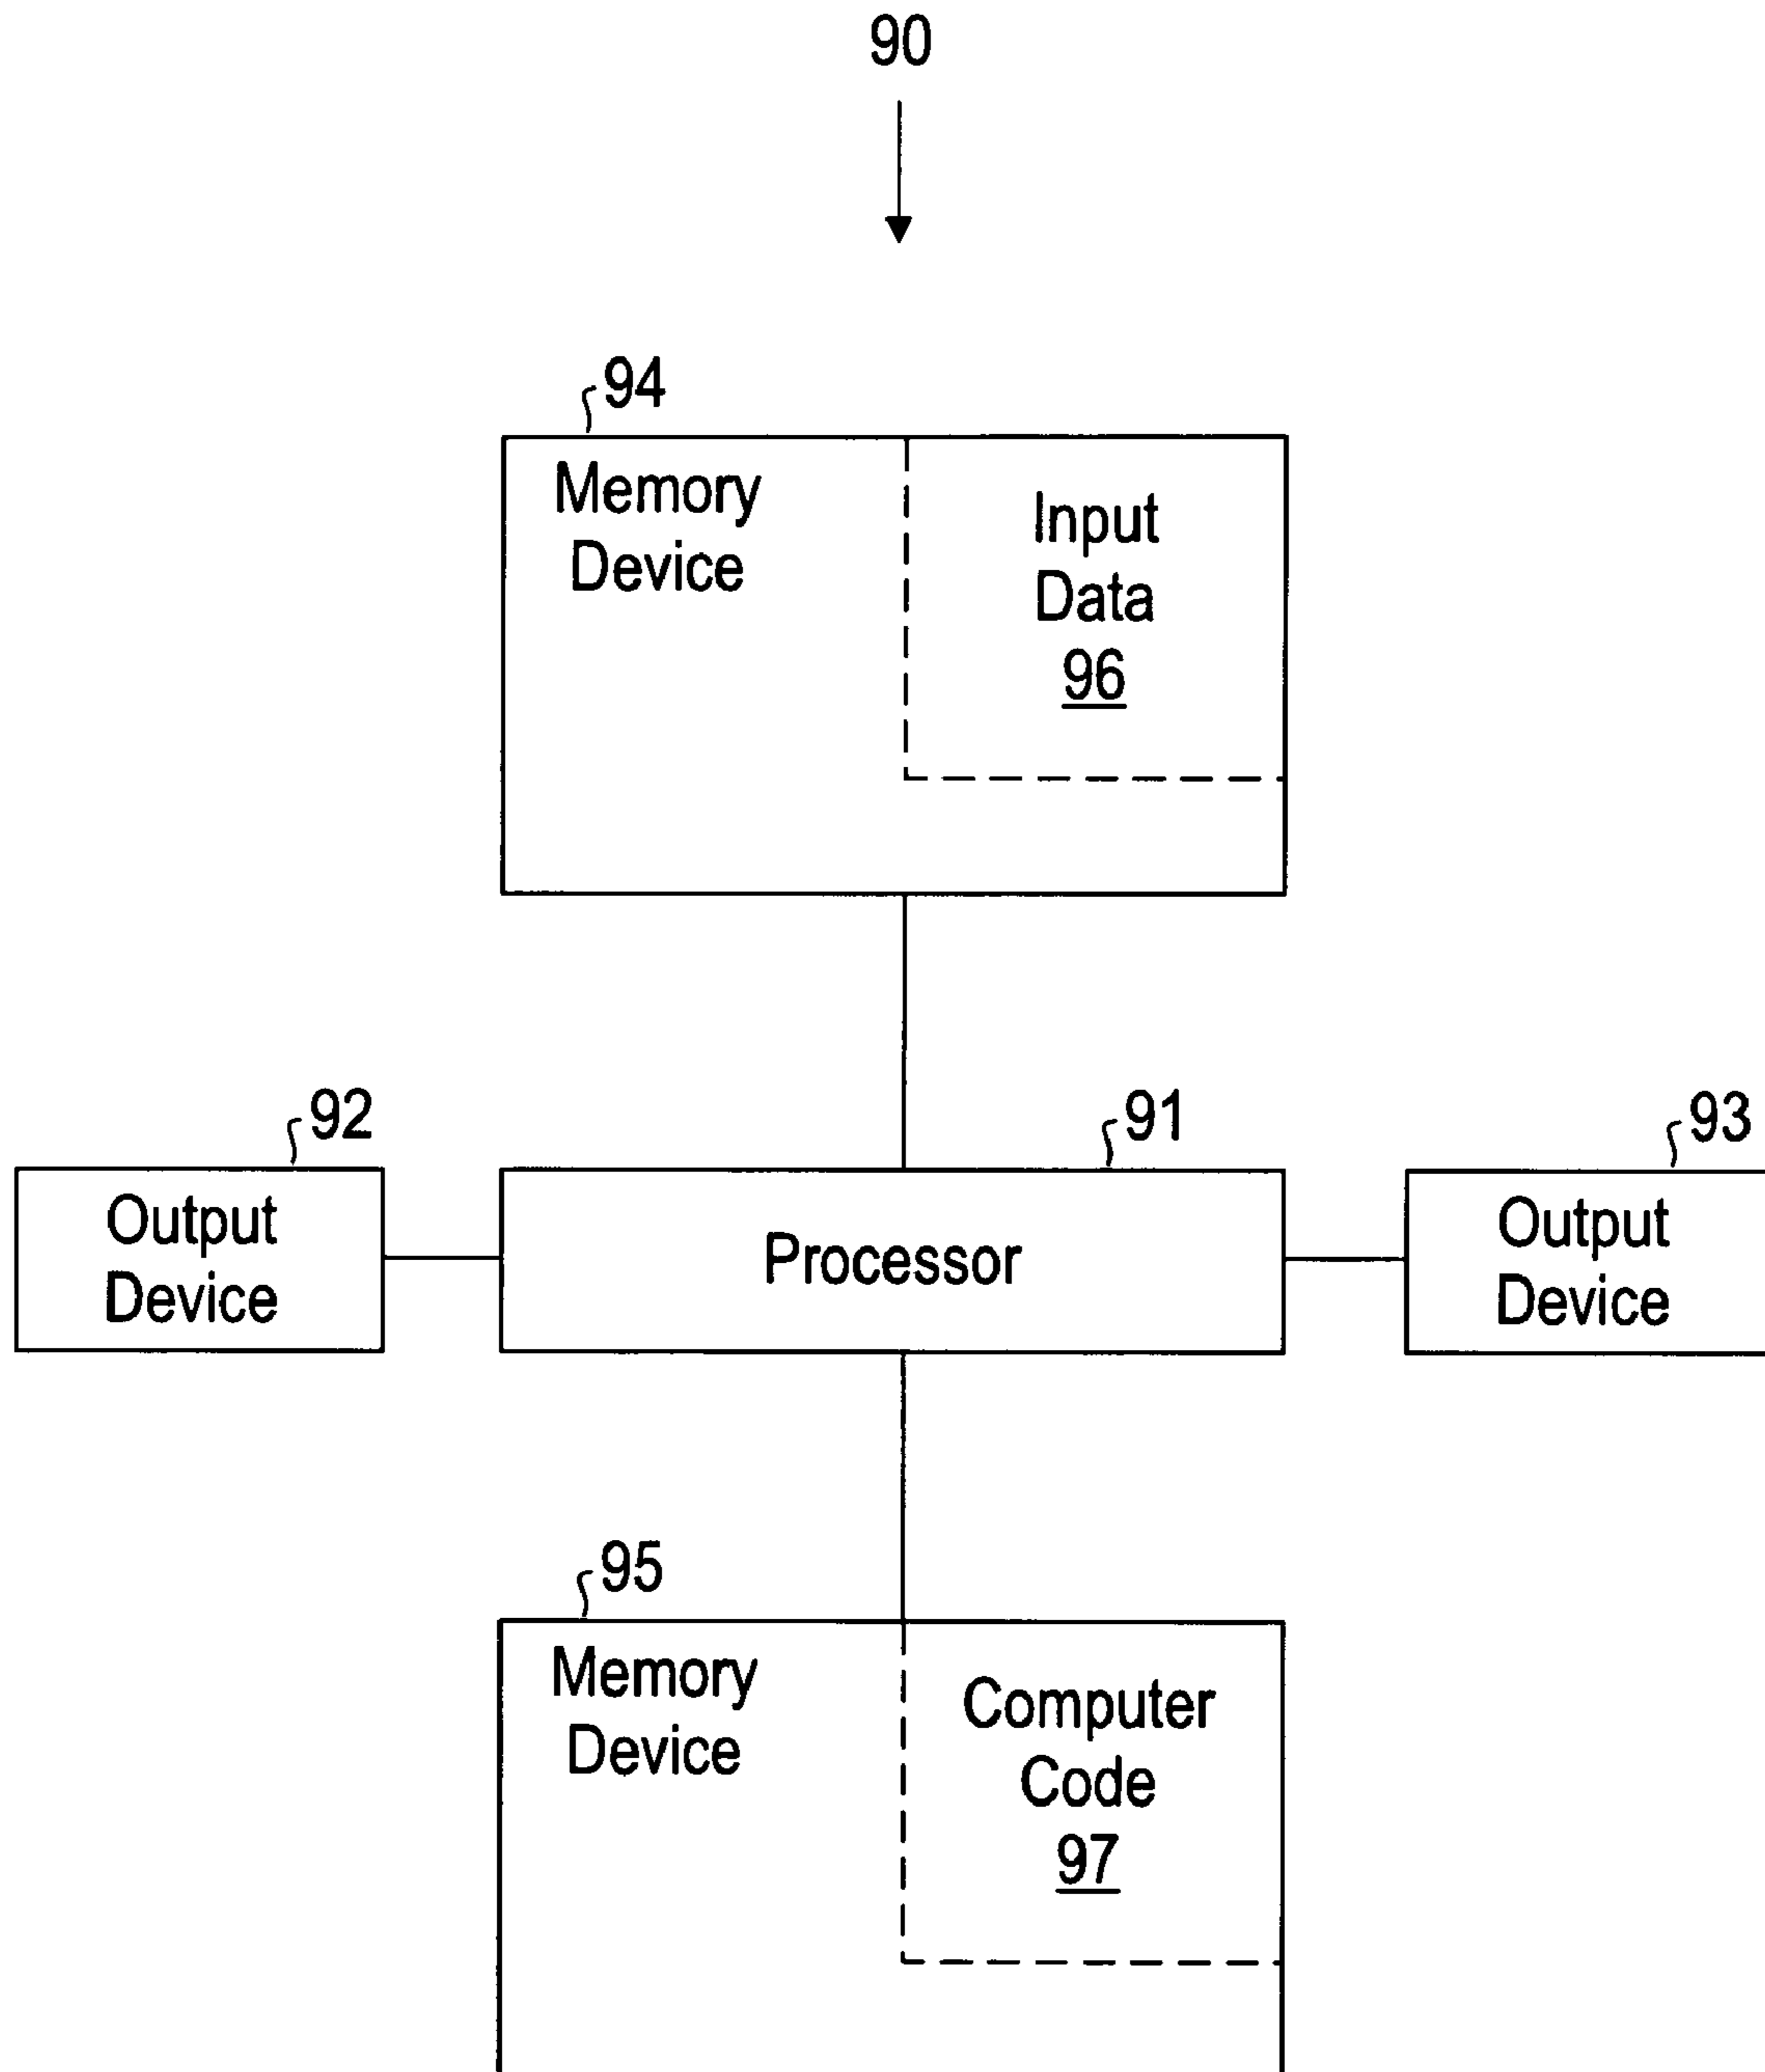 90
94
Memory
Device
Input
Data
96
92
91
93
Output
Device
Processor
Output
Device
95
Memory
Device
Computer
Code
97